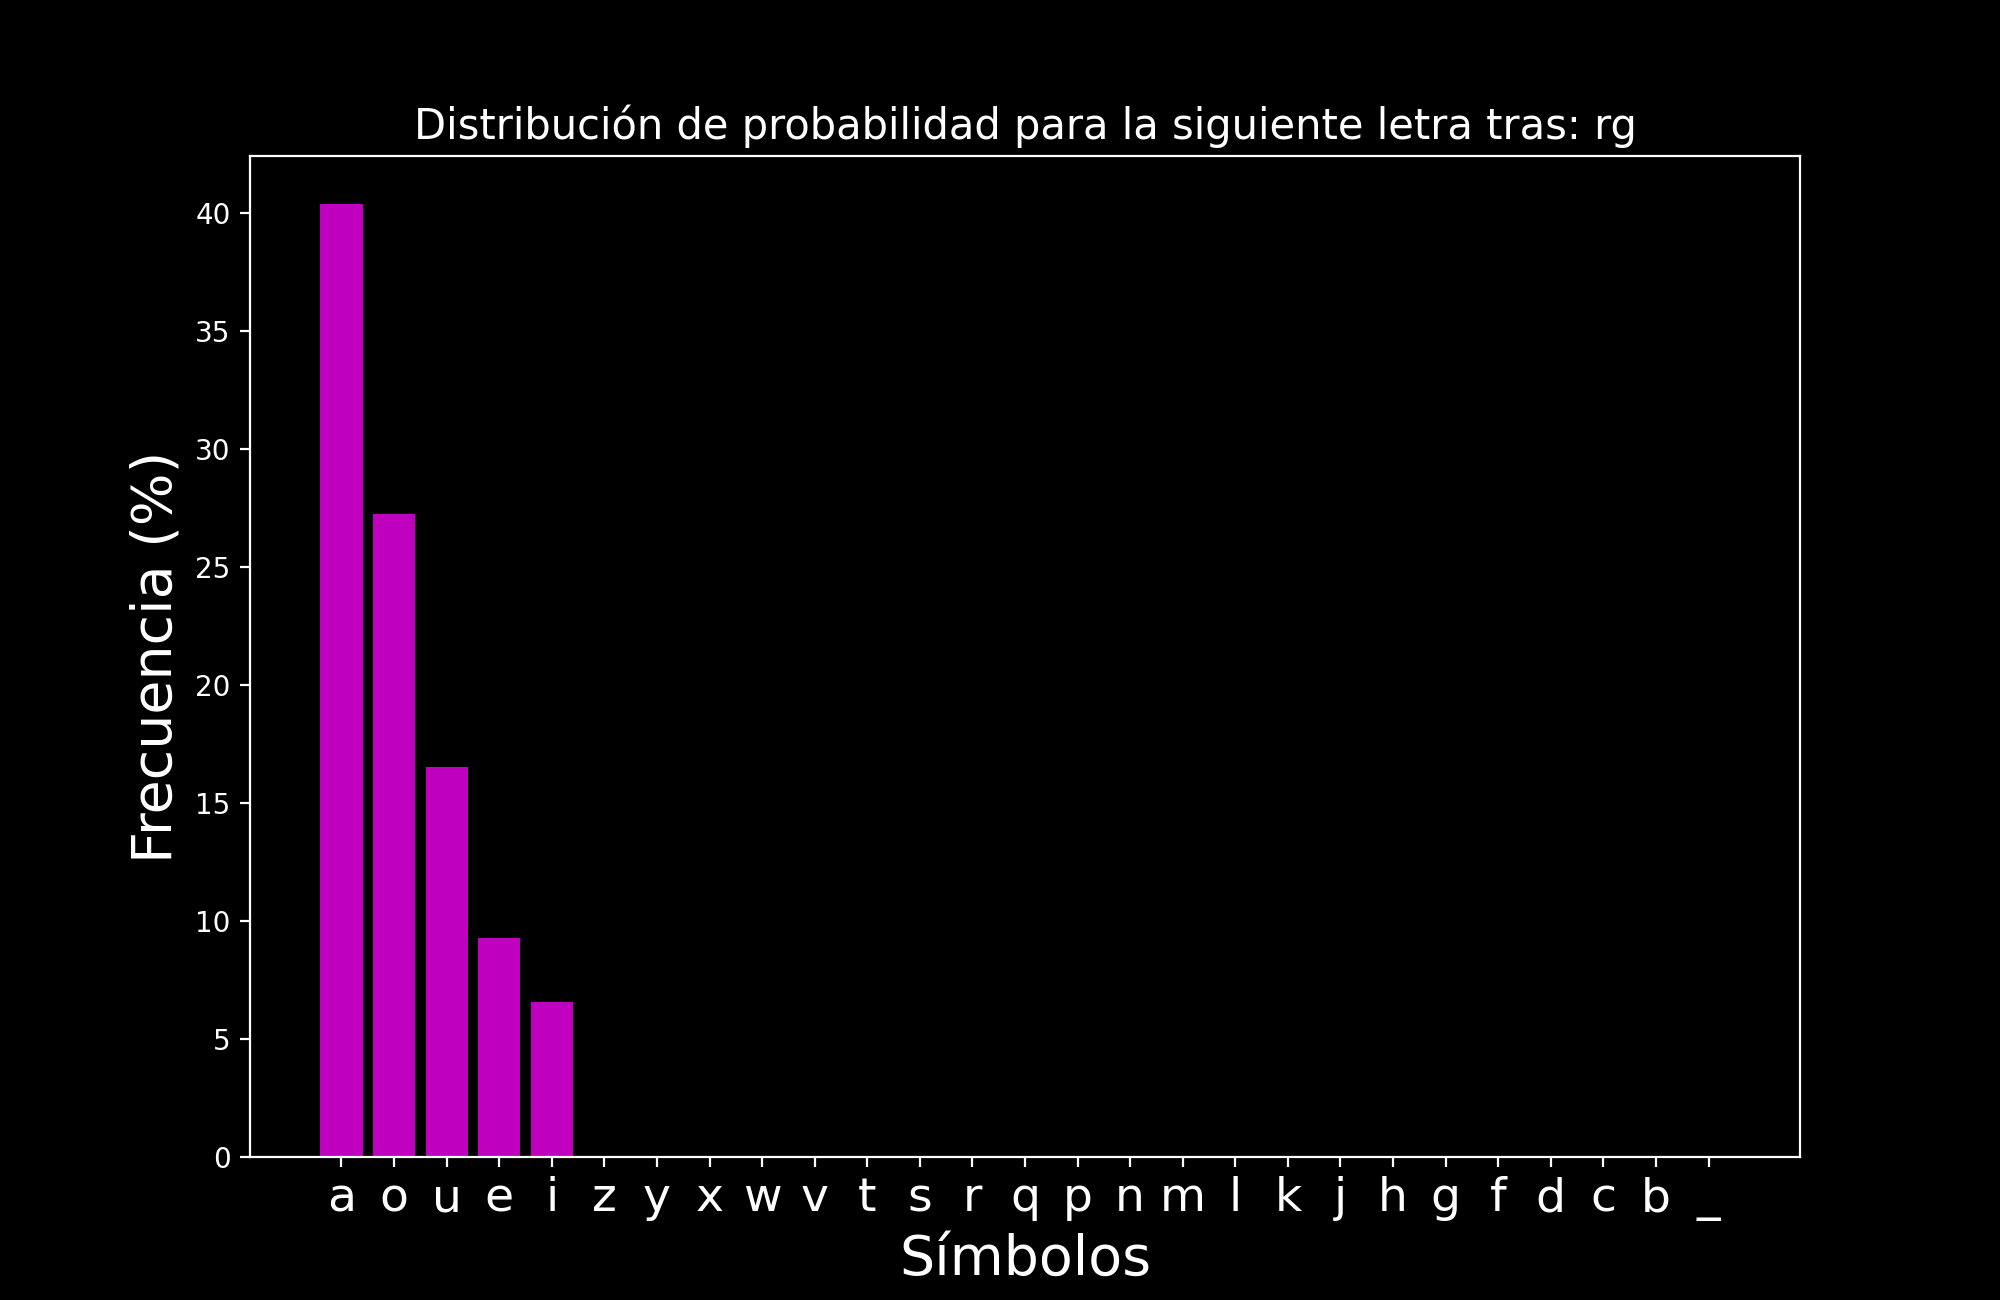 Distribución de probabilidad para la siguiente letra tras: rg
Frecuencia (%)
40
35
30
25
20
15
10
5
0
a o u e i z y x w v t s r q p n m l k j h g f d c b _
Símbolos